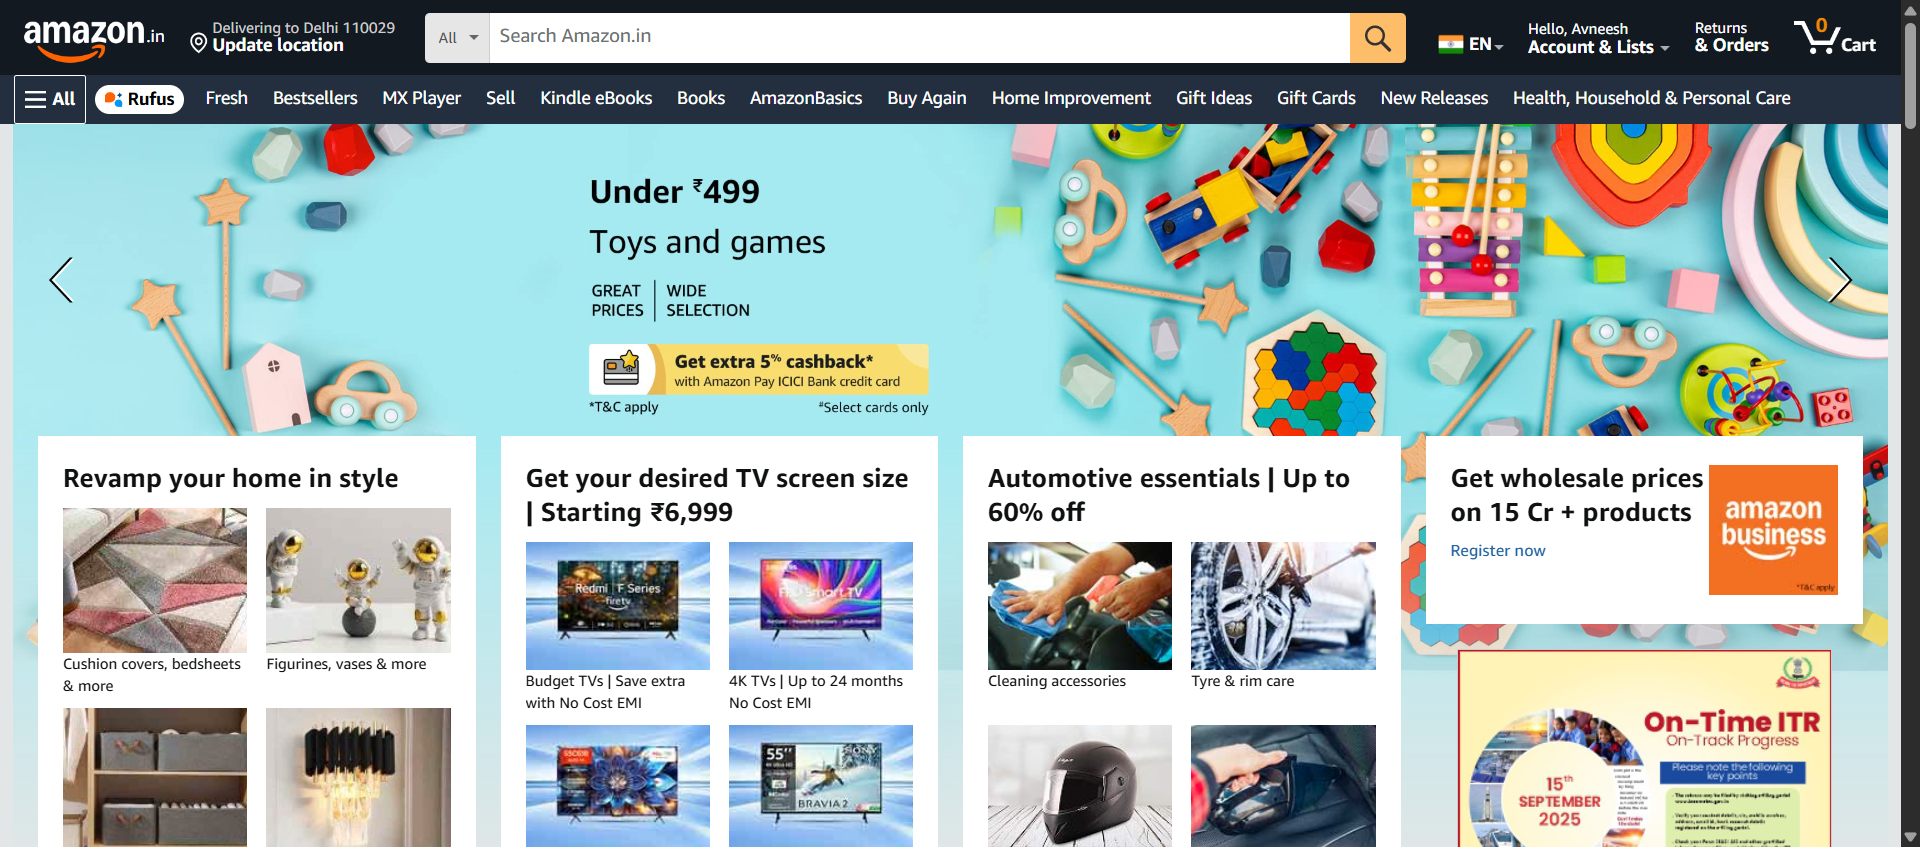 amazon.in
Delivering to Delhi 110029
Update location
All
Search Amazon.in
EN
Hello, Avneesh
Account & Lists
Returns
& Orders
0
Cart
All
Rufus
Fresh
Bestsellers
MX Player
Sell
Kindle eBooks
Books
AmazonBasics
Buy Again
Home Improvement
Gift Ideas
Gift Cards
New Releases
Health, Household & Personal Care
Under ₹499
Toys and games
GREAT PRICES
WIDE SELECTION
Get extra 5% cashback*
with Amazon Pay ICICI Bank credit card
*T&C apply
#Select cards only
Revamp your home in style
Cushion covers, bedsheets
& more
Figurines, vases & more
Get your desired TV screen size
| Starting ₹6,999
Redmi | F Series
firetv
Smart TV
Budget TVs | Save extra
with No Cost EMI
4K TVs | Up to 24 months
No Cost EMI
55"
SONY
BRAVIA 2
Automotive essentials | Up to
60% off
Cleaning accessories
Tyre & rim care
Get wholesale prices
on 15 Cr + products
Register now
amazon
business
*T&C apply
On-Time ITR
On-Track Progress
Please note the following
key points
15th
SEPTEMBER
2025